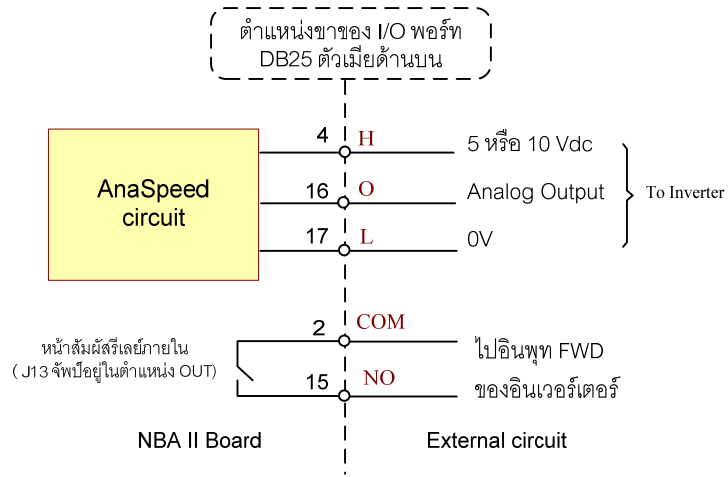 ตำแหน่งขาของ I/O พอร์ท
DB25 ตัวเมียด้านบน
4 H 5 หรือ 10 Vdc
AnaSpeed
circuit
16 O Analog Output
To Inverter
17 L 0V
2 COM
หน้าสัมผัสรีเลย์ภายใน
( J13 จัพป์อยู่ในตำแหน่ง OUT)
ไปอินพุท FWD
15 NO
ของอินเวอร์เตอร์
NBA II Board
External circuit